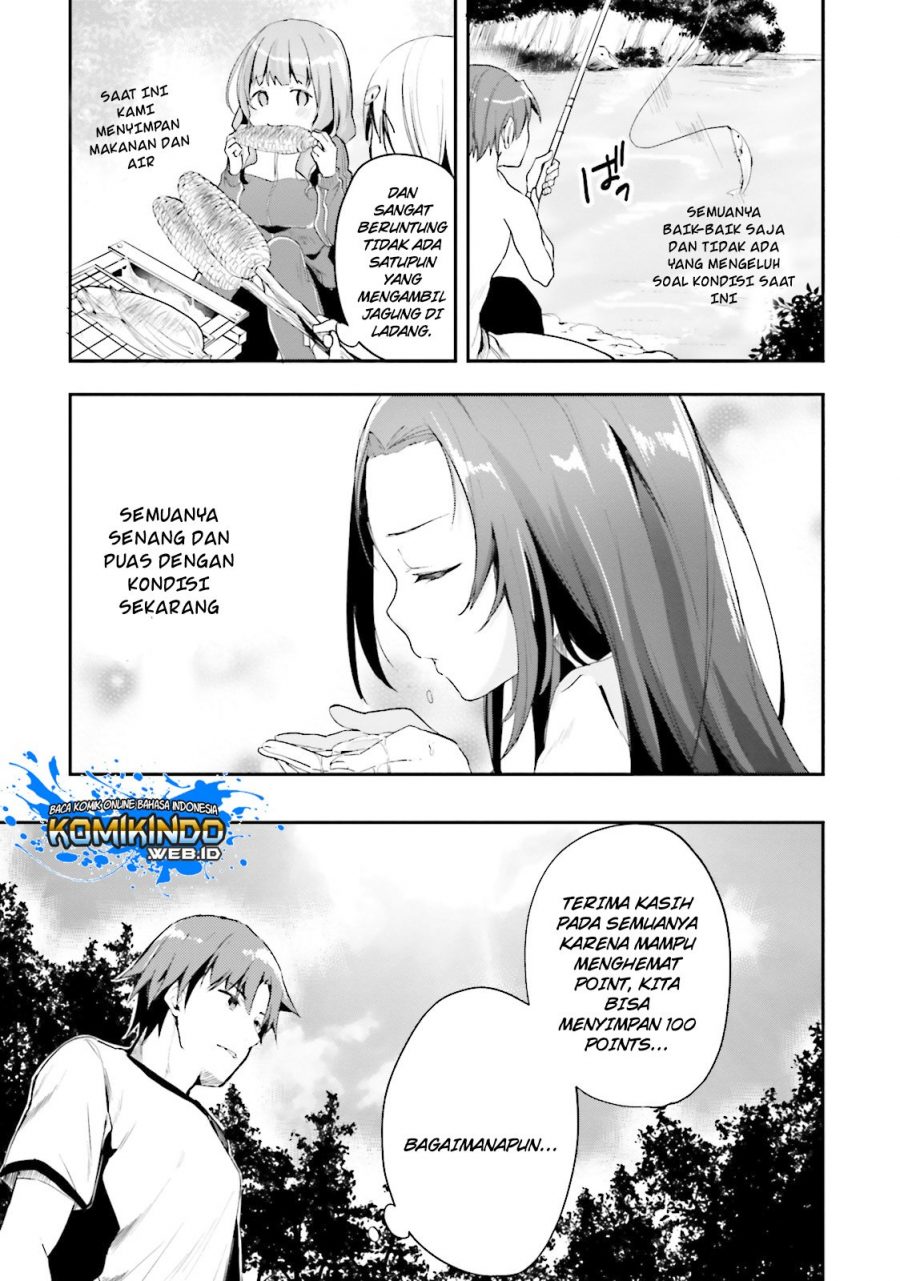 SEMUANYA
BAIK-BAIK SAJA
DAN TIDAK ADA
YANG MENGELUH
SOAL KONDISI SAAT
INI
ばっ
DAN
SANGAT
BERUNTUNG
TIDAK ADA
SATUPUN
YANG
MENGAMBIL
JAGUNG DI
LADANG.
SAAT INI
KAMI
MENYIMPAN
MAKANAN DAN
AIR
SEMUANYA
SENANG DAN
PUAS DENGAN
KONDISI
SEKARANG
BACA KOMIK ONLINE BAHASA INDONESIA
KOMIKINDO
.WEB.ID
TERIMA KASIH
PADA SEMUANYA
KARENA MAMPU
MENGHEMAT
POINT, KITA
BISA
MENYIMPAN 100
POINTS...
BAGAIMANAPUN...